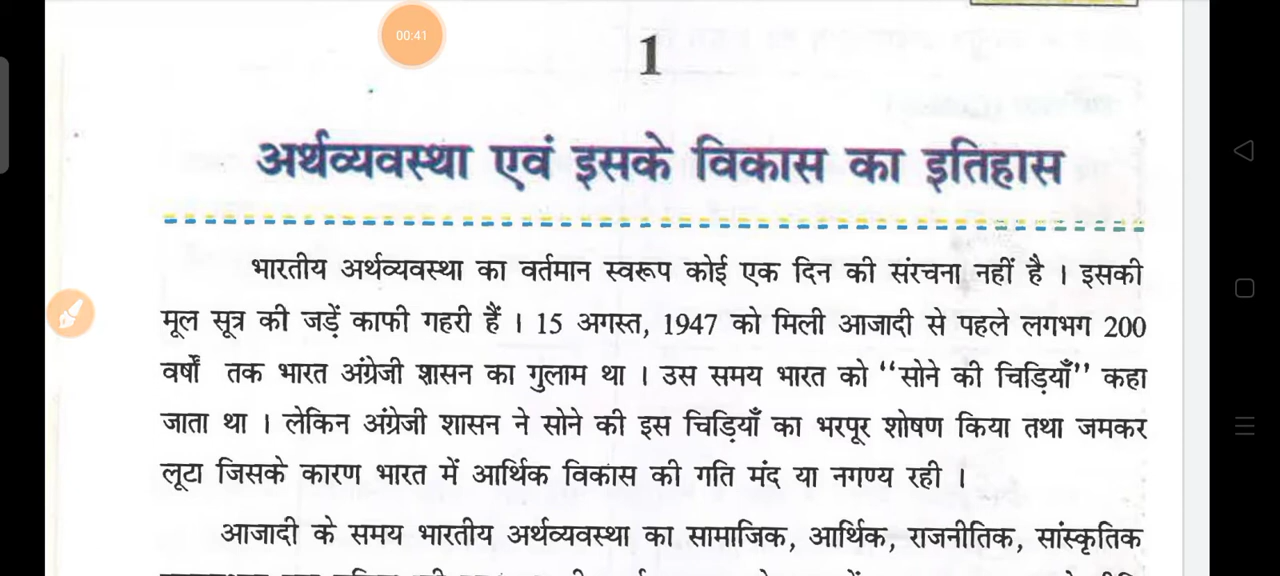 00:41
1
अर्थव्यवस्था एवं इसके विकास का इतिहास
भारतीय अर्थव्यवस्था का वर्तमान स्वरूप कोई एक दिन की संरचना नहीं है । इसकी
मूल सूत्र की जड़ें काफी गहरी हैं । 15 अगस्त, 1947 को मिली आजादी से पहले लगभग 200
वर्षों तक भारत अंग्रेजी शासन का गुलाम था । उस समय भारत को ‘‘सोने की चिड़ियाँ’’ कहा
जाता था । लेकिन अंग्रेजी शासन ने सोने की इस चिड़ियाँ का भरपूर शोषण किया तथा जमकर
लूटा जिसके कारण भारत में आर्थिक विकास की गति मंद या नगण्य रही ।
आजादी के समय भारतीय अर्थव्यवस्था का सामाजिक, आर्थिक, राजनीतिक, सांस्कृतिक